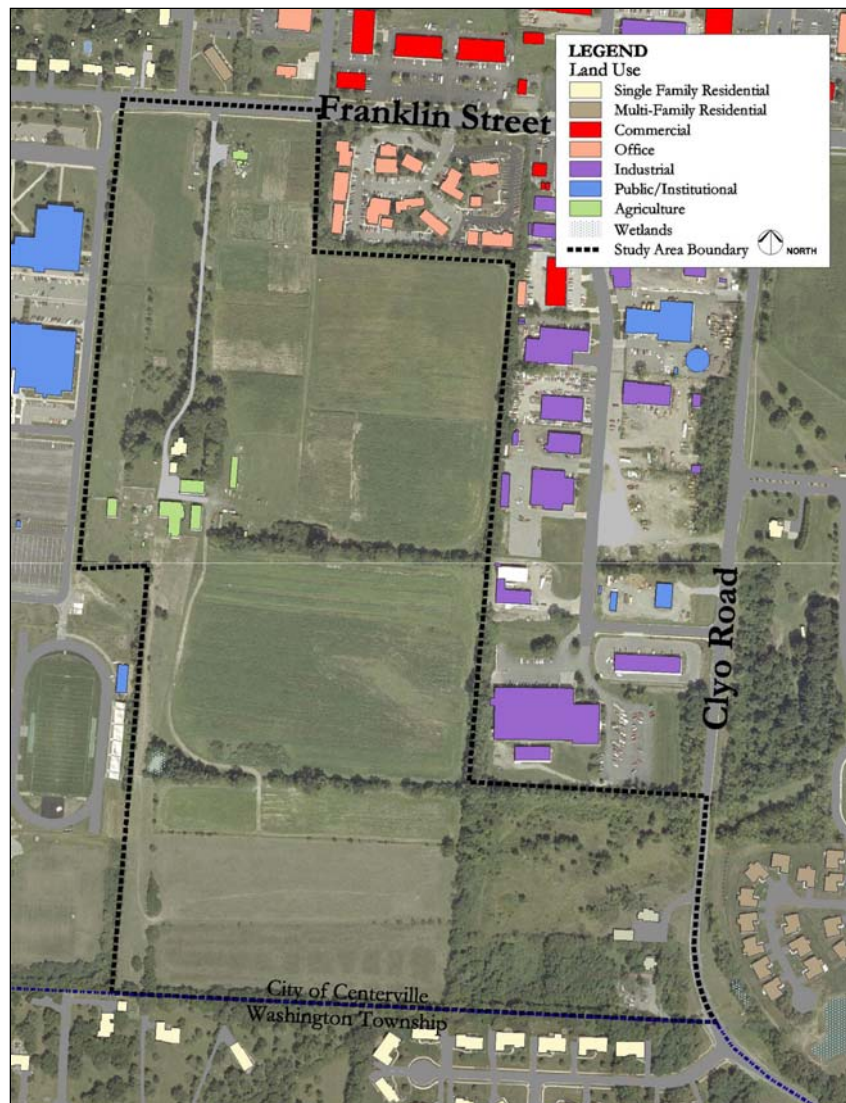 LEGEND
Land Use
Single Family Residential
Multi-Family Residential
Commercial
Office
Industrial
Public/Institutional
Agriculture
Wetlands
Study Area Boundary
NORTH
Franklin Street
Clyo Road
City of Centerville
Washington Township